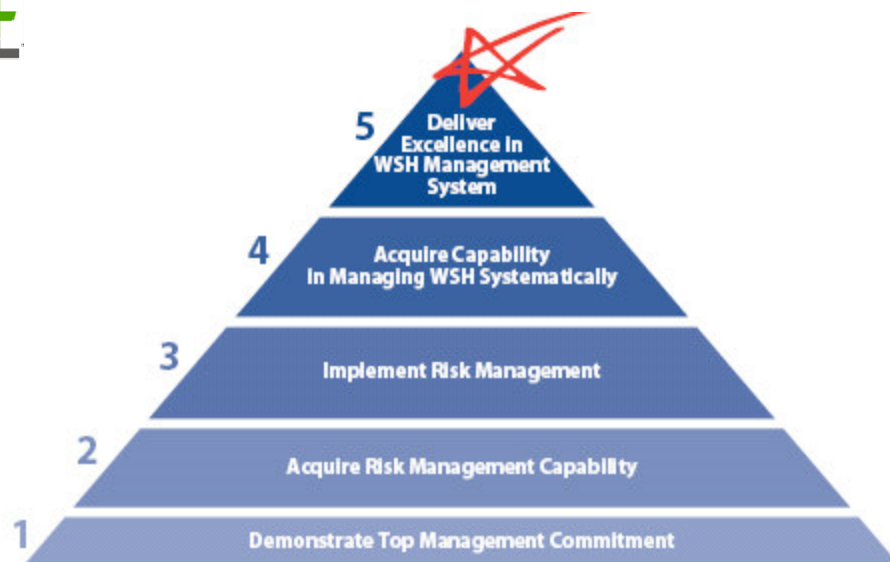 5
Deliver
Excellence in
WSH Management
System
4
Acquire Capability
in Managing WSH Systematically
3
Implement Risk Management
2
Acquire Risk Management Capability
1
Demonstrate Top Management Commitment